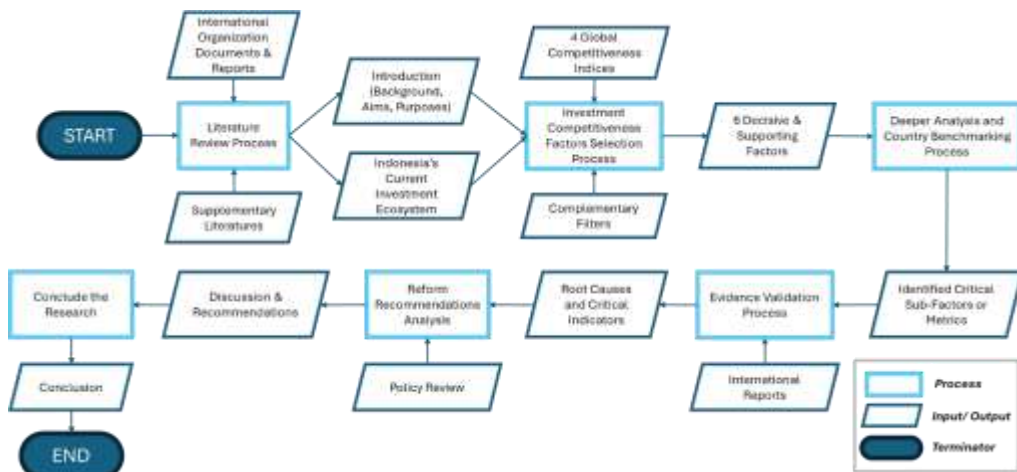 International
Organization
Documents &
Reports
4 Global
Competitiveness
Indices
Introduction
(Background,
Aims, Purposes)
START
Literature
Review Process
Investment
Competitiveness
Factors Selection
Process
6 Decisive &
Supporting
Factors
Deeper Analysis and
Country Benchmarking
Process
Indonesia's
Current
Investment
Ecosystem
Supplementary
Literatures
Complementary
Filters
Conclude the
Research
Discussion &
Recommendations
Reform
Recommendations
Analysis
Root Causes
and Critical
Indicators
Evidence Validation
Process
Identified Critical
Sub-Factors or
Metrics
Conclusion
Policy Review
International
Reports
Process
Input/ Output
Terminator
END